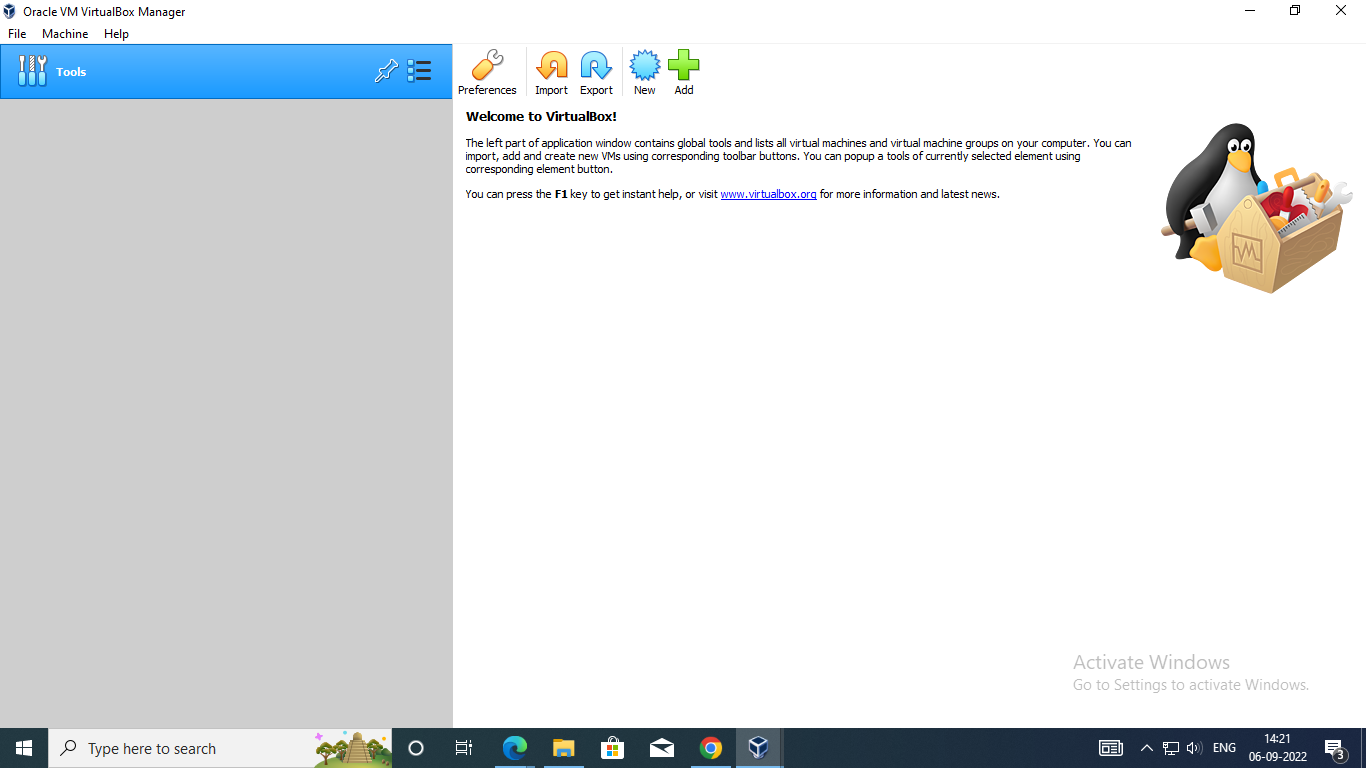 Oracle VM VirtualBox Manager
File Machine Help
Tools
Preferences Import Export New Add
Welcome to VirtualBox!
The left part of application window contains global tools and lists all virtual machines and virtual machine groups on your computer. You can
import, add and create new VMs using corresponding toolbar buttons. You can popup a tools of currently selected element using
corresponding element button.
You can press the F1 key to get instant help, or visit www.virtualbox.org for more information and latest news.
Activate Windows
Go to Settings to activate Windows.
Type here to search
ENG
14:21
06-09-2022
3